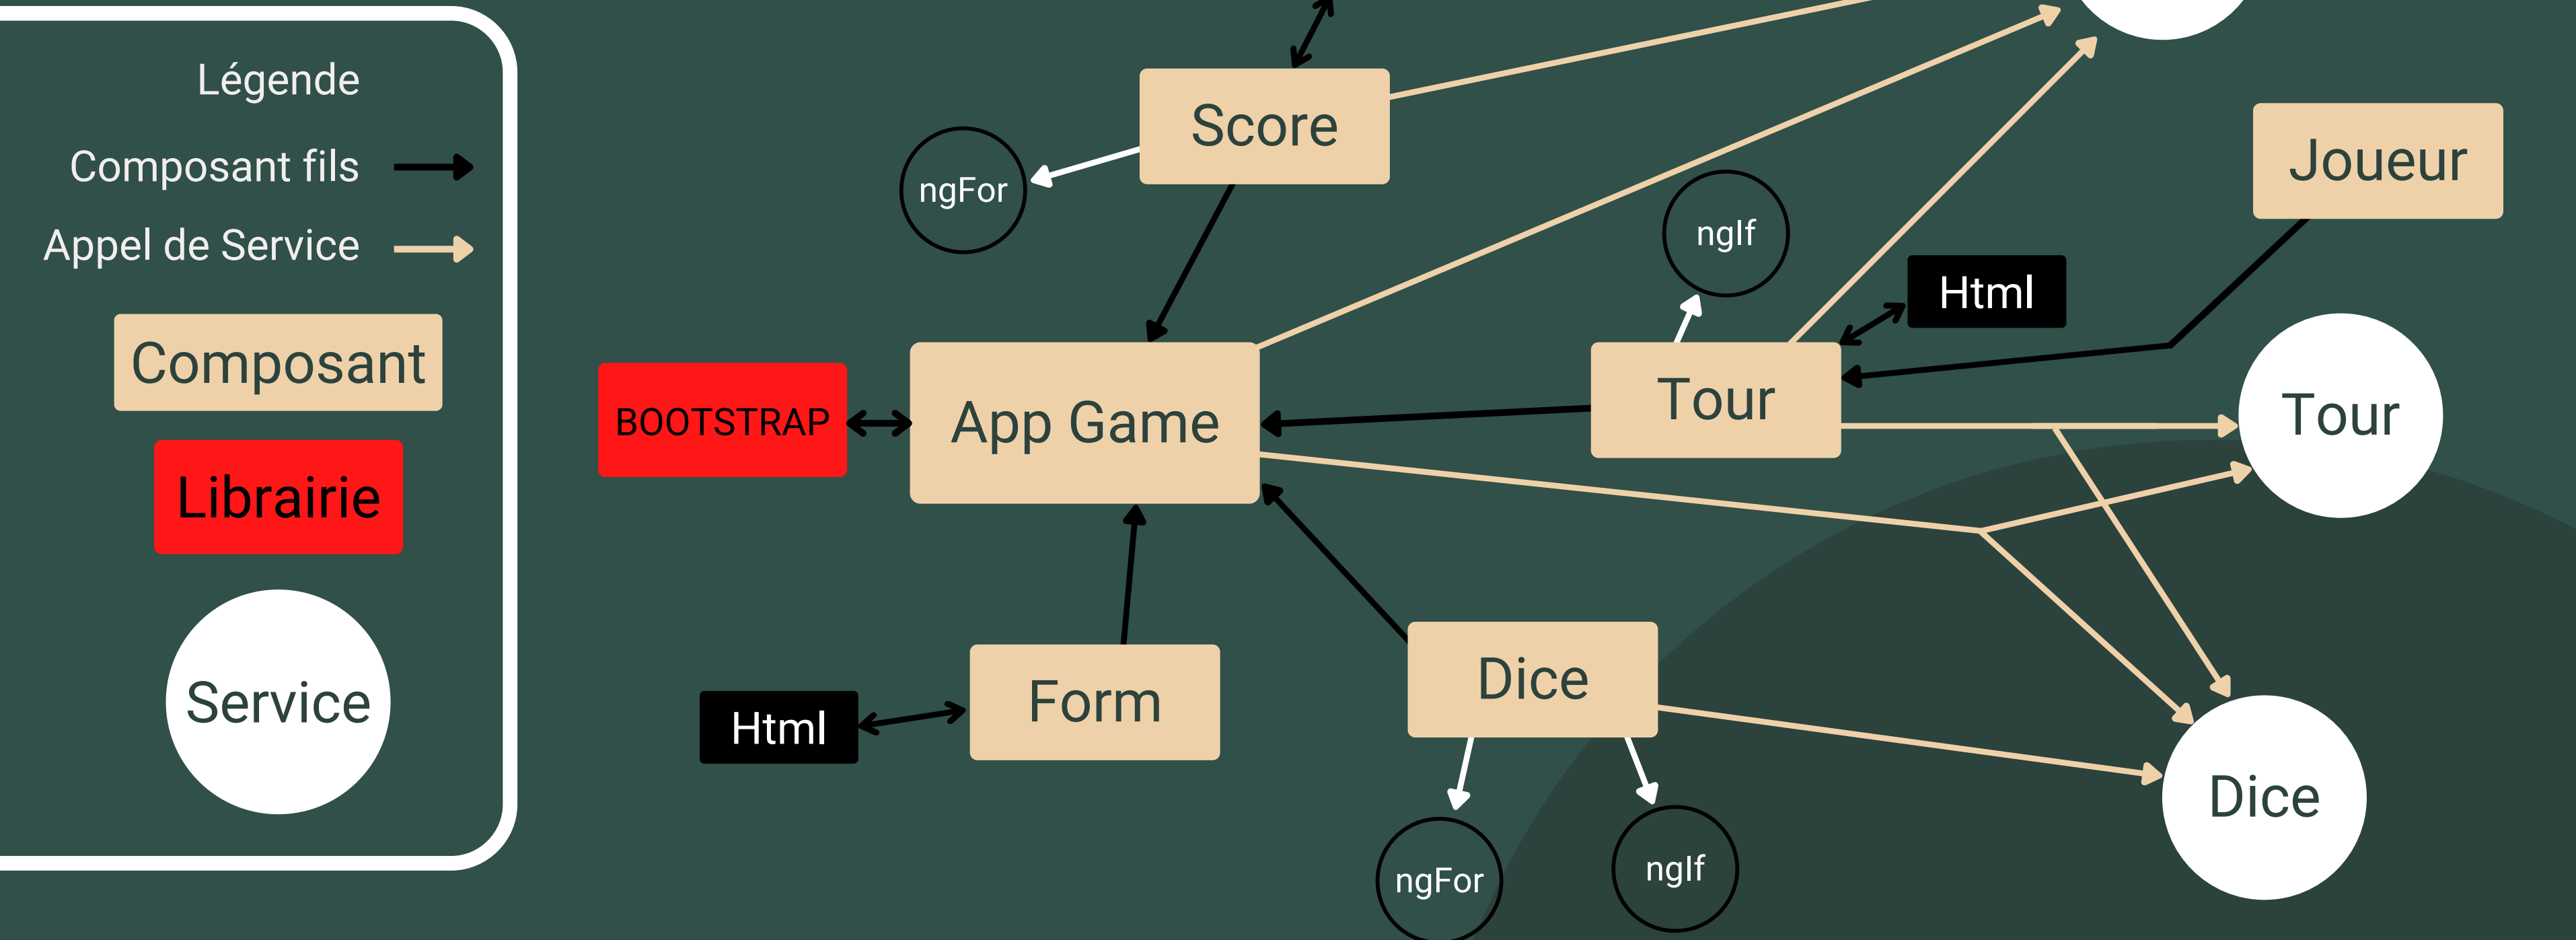 Légende
Composant fils
Appel de Service
Composant
Librairie
Service
Score
ngFor
Joueur
ngIf
Html
BOOTSTRAP
App Game
Tour
Tour
Form
Html
Dice
Dice
ngFor
ngIf